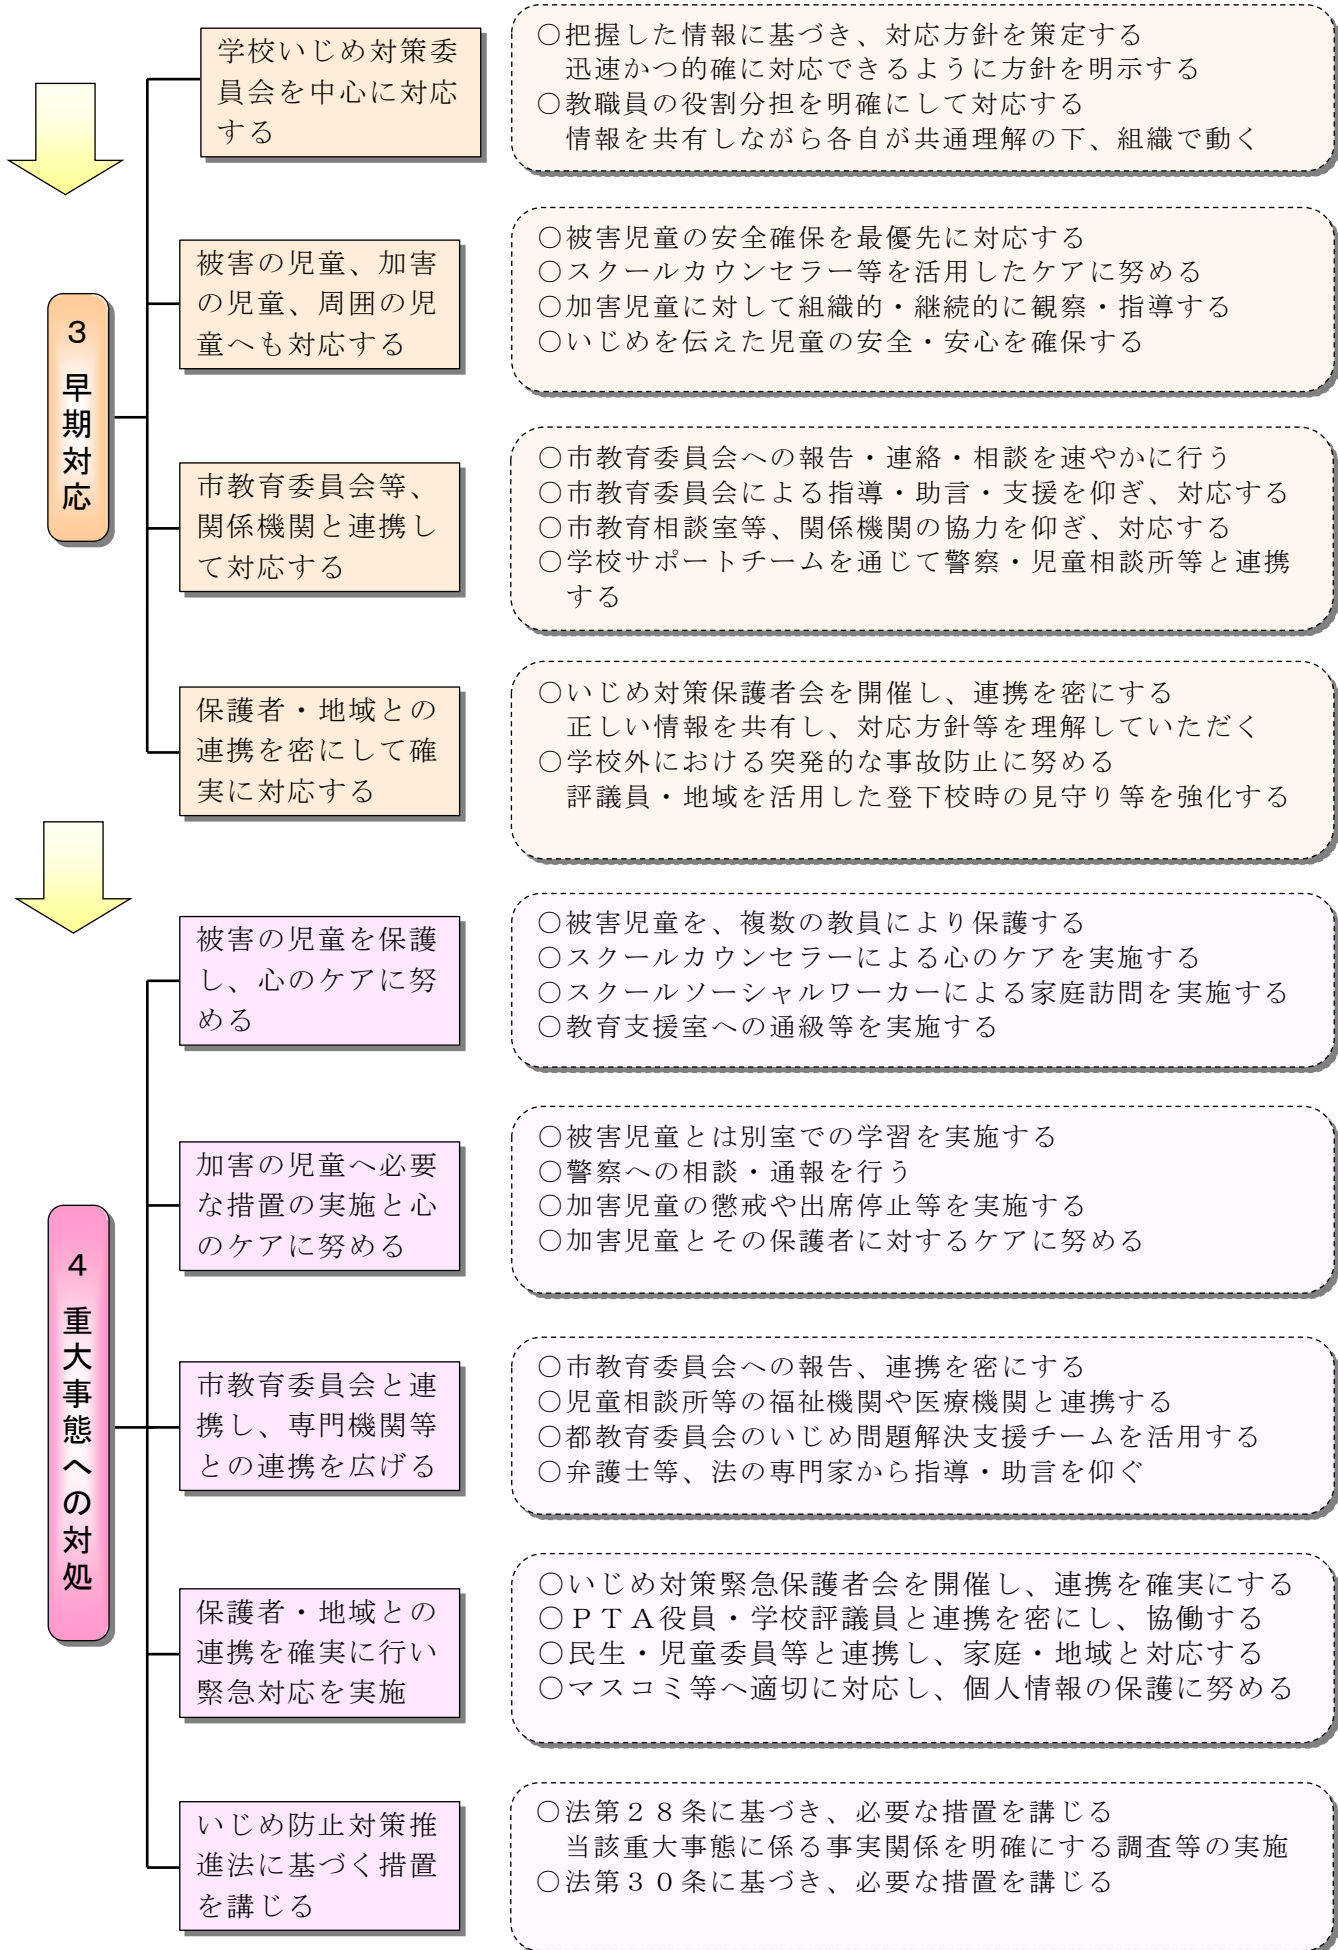 学校いじめ対策委
員会を中心に対応
する
○把握した情報に基づき、対応方針を策定する
迅速かつ的確に対応できるように方針を明示する
○教職員の役割分担を明確にして対応する
情報を共有しながら各自が共通理解の下、組織で動く
3 早期対応
被害の児童、加害
の児童、周囲の児
童へも対応する
○被害児童の安全確保を最優先に対応する
○スクールカウンセラー等を活用したケアに努める
○加害児童に対して組織的・継続的に観察・指導する
○いじめを伝えた児童の安全・安心を確保する
市教育委員会等、
関係機関と連携し
て対応する
○市教育委員会への報告・連絡・相談を速やかに行う
○市教育委員会による指導・助言・支援を仰ぎ、対応する
○市教育相談室等、関係機関の協力を仰ぎ、対応する
○学校サポートチームを通じて警察・児童相談所等と連携
する
保護者・地域との
連携を密にして確
実に対応する
○いじめ対策保護者会を開催し、連携を密にする
正しい情報を共有し、対応方針等を理解していただく
○学校外における突発的な事故防止に努める
評議員・地域を活用した登下校時の見守り等を強化する
被害の児童を保護
し、心のケアに努
める
○被害児童を、複数の教員により保護する
○スクールカウンセラーによる心のケアを実施する
○スクールソーシャルワーカーによる家庭訪問を実施する
○教育支援室への通級等を実施する
4 重大事態への対処
加害の児童へ必要
な措置の実施と心
のケアに努める
○被害児童とは別室での学習を実施する
○警察への相談・通報を行う
○加害児童の懲戒や出席停止等を実施する
○加害児童とその保護者に対するケアに努める
市教育委員会と連
携し、専門機関等
との連携を広げる
○市教育委員会への報告、連携を密にする
○児童相談所等の福祉機関や医療機関と連携する
○都教育委員会のいじめ問題解決支援チームを活用する
○弁護士等、法の専門家から指導・助言を仰ぐ
保護者・地域との
連携を確実に行い
緊急対応を実施
○いじめ対策緊急保護者会を開催し、連携を確実にする
○ＰＴＡ役員・学校評議員と連携を密にし、協働する
○民生・児童委員等と連携し、家庭・地域と対応する
○マスコミ等へ適切に対応し、個人情報の保護に努める
いじめ防止対策推
進法に基づく措置
を講じる
○法第２８条に基づき、必要な措置を講じる
当該重大事態に係る事実関係を明確にする調査等の実施
○法第３０条に基づき、必要な措置を講じる